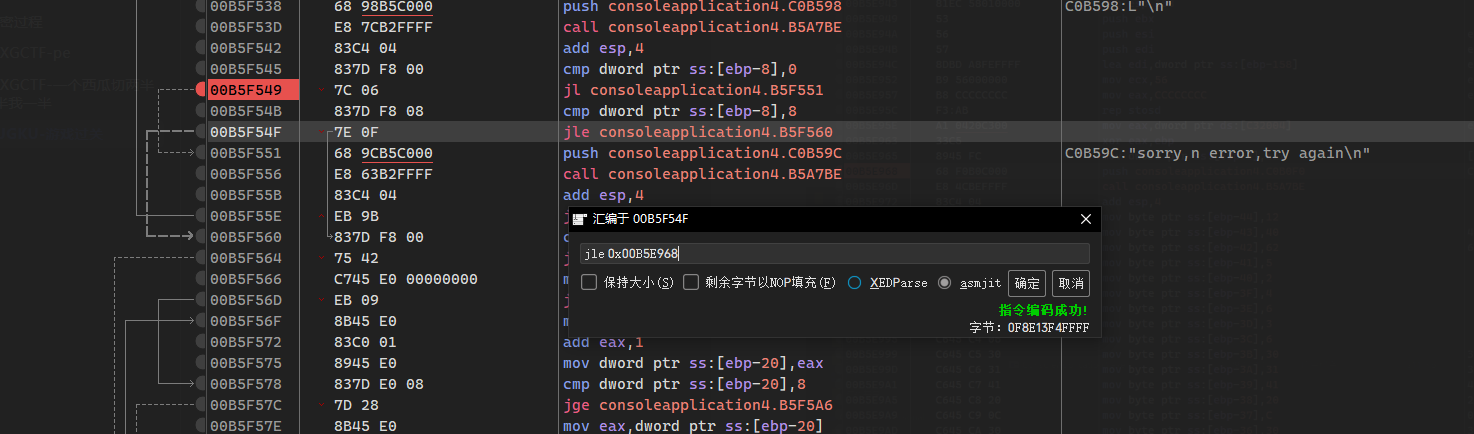 00B5F538 68 98B5C000 push consoleapplication4.C0B598 C0B598:L"\n"
00B5F53D E8 7CB2FFFF call consoleapplication4.B5A7BE
00B5F542 83C4 04 add esp,4
00B5F545 837D F8 00 cmp dword ptr ss:[ebp-8],0
00B5F549 7C 06 jl consoleapplication4.B5F551
00B5F54B 837D F8 08 cmp dword ptr ss:[ebp-8],8
00B5F54F 7E 0F jle consoleapplication4.B5F560
00B5F551 68 9CB5C000 push consoleapplication4.C0B59C C0B59C:"sorry,n error,try again\n"
00B5F556 E8 63B2FFFF call consoleapplication4.B5A7BE
00B5F55B 83C4 04 add esp,4
00B5F55E EB 9B
00B5F560 837D F8 00
00B5F564 75 42
00B5F566 C745 E0 00000000
00B5F56D EB 09
00B5F56F 8B45 E0
00B5F572 83C0 01 add eax,1
00B5F575 8945 E0 mov dword ptr ss:[ebp-20],eax
00B5F578 837D E0 08 cmp dword ptr ss:[ebp-20],8
00B5F57C 7D 28 jge consoleapplication4.B5F5A6
00B5F57E 8B45 E0 mov eax,dword ptr ss:[ebp-20]
汇编于 00B5F54F
jle 0x00B5E968
保持大小(S) 剩余字节以NOP填充(F) XEDParse asmjit 确定 取消
指令编码成功!
字节：0F8E13F4FFFF